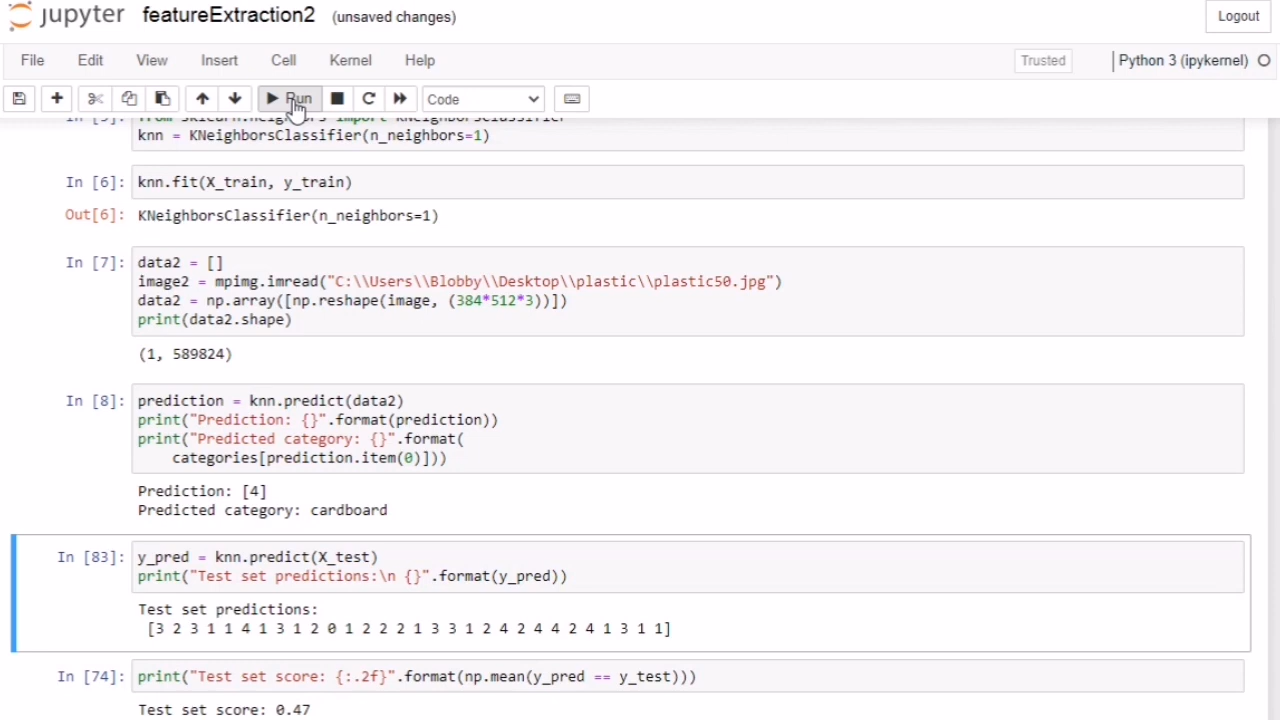 jupyter featureExtraction2 (unsaved changes) Logout
File Edit View Insert Cell Kernel Help Trusted Python 3 (ipykernel)
Run Code
In [5]: from sklearn.neighbors import KNeighborsClassifier
knn = KNeighborsClassifier(n_neighbors=1)
In [6]: knn.fit(X_train, y_train)
Out[6]: KNeighborsClassifier(n_neighbors=1)
In [7]: data2 = []
image2 = mpimg.imread("C:\\Users\\Blobby\\Desktop\\plastic\\plastic50.jpg")
data2 = np.array([np.reshape(image, (384*512*3))])
print(data2.shape)
(1, 589824)
In [8]: prediction = knn.predict(data2)
print("Prediction: {}".format(prediction))
print("Predicted category: {}".format(
categories[prediction.item(0)]))
Prediction: [4]
Predicted category: cardboard
In [83]: y_pred = knn.predict(X_test)
print("Test set predictions:\n {}".format(y_pred))
Test set predictions:
[3 2 3 1 1 4 1 3 1 2 0 1 2 2 2 1 3 3 1 2 4 2 4 4 2 4 1 3 1 1]
In [74]: print("Test set score: {:.2f}".format(np.mean(y_pred == y_test)))
Test set score: 0.47